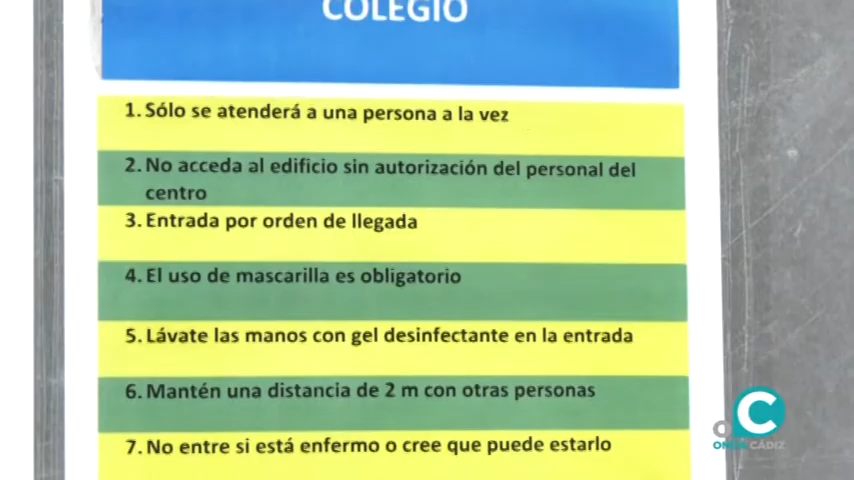 COLEGIO
1. Sólo se atenderá a una persona a la vez
2. No acceda al edificio sin autorización del personal del
centro
3. Entrada por orden de llegada
4. El uso de mascarilla es obligatorio
5. Lávate las manos con gel desinfectante en la entrada
6. Mantén una distancia de 2 m con otras personas
7. No entre si está enfermo o cree que puede estarlo
C
ONDA CÁDIZ